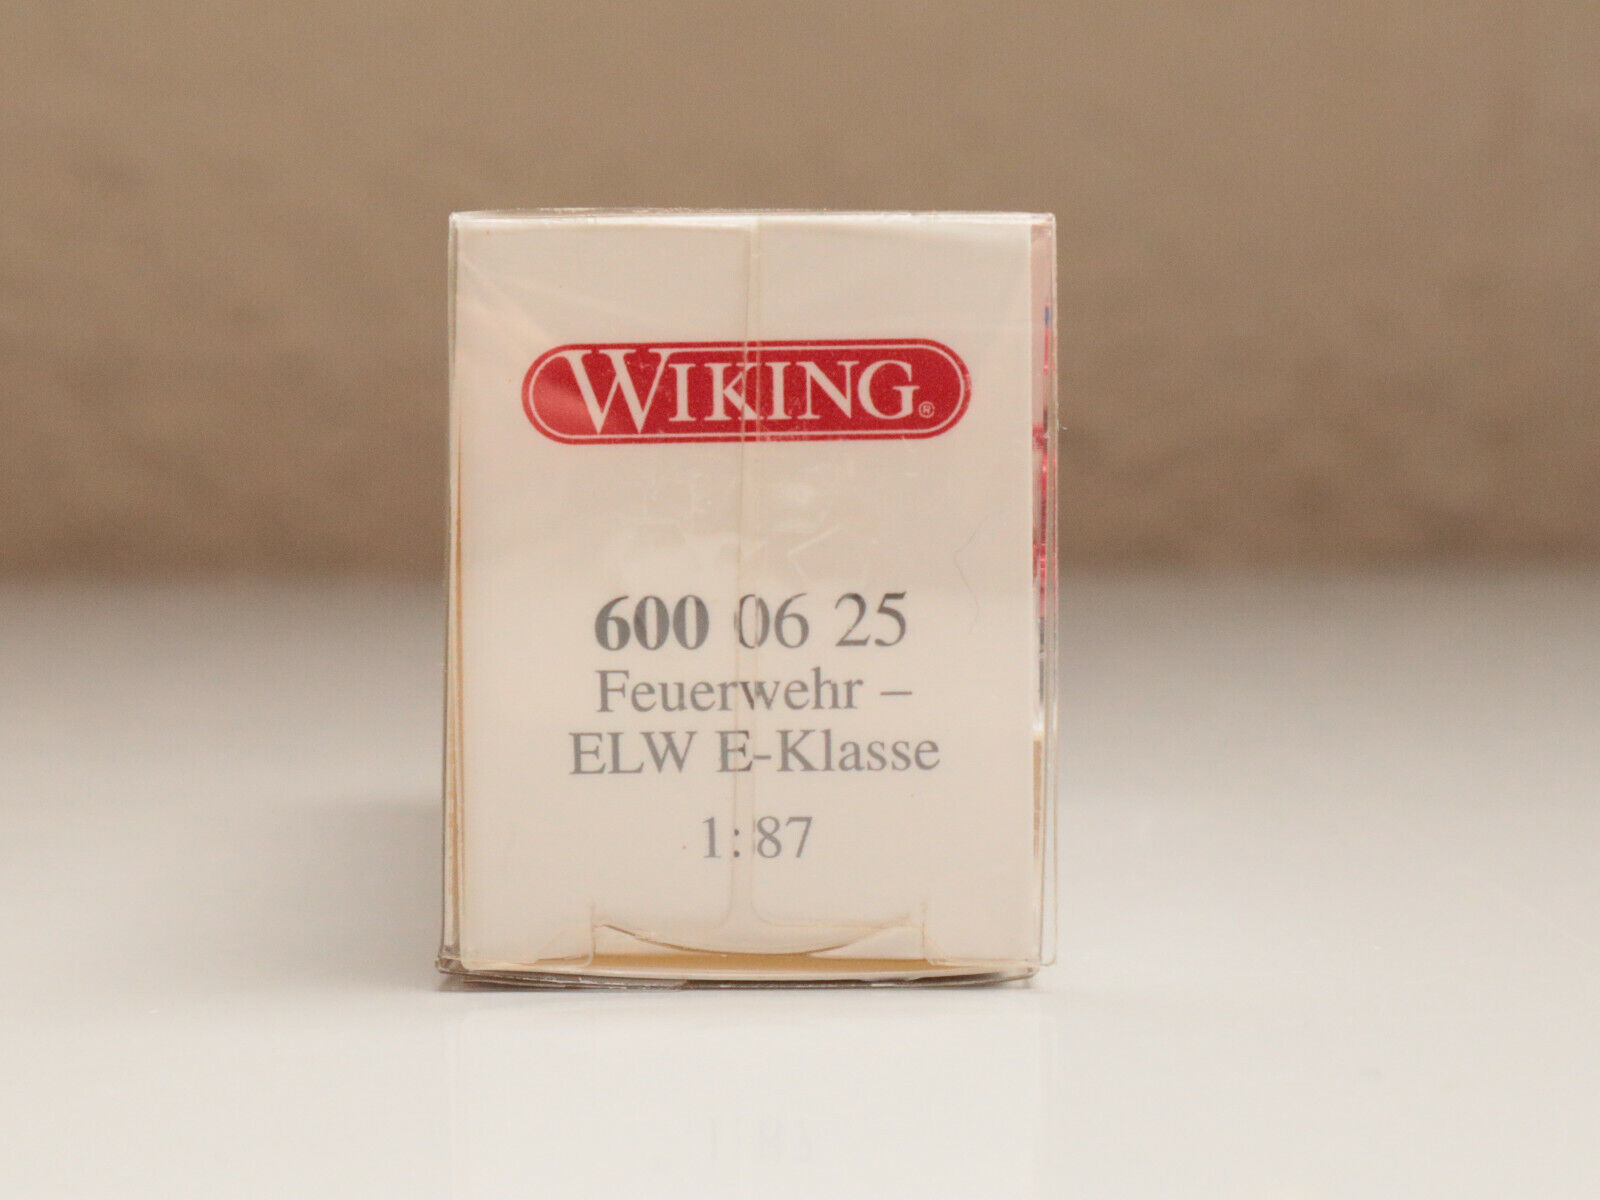 WIKING®
600 06 25
Feuerwehr –
ELW E-Klasse
1:87